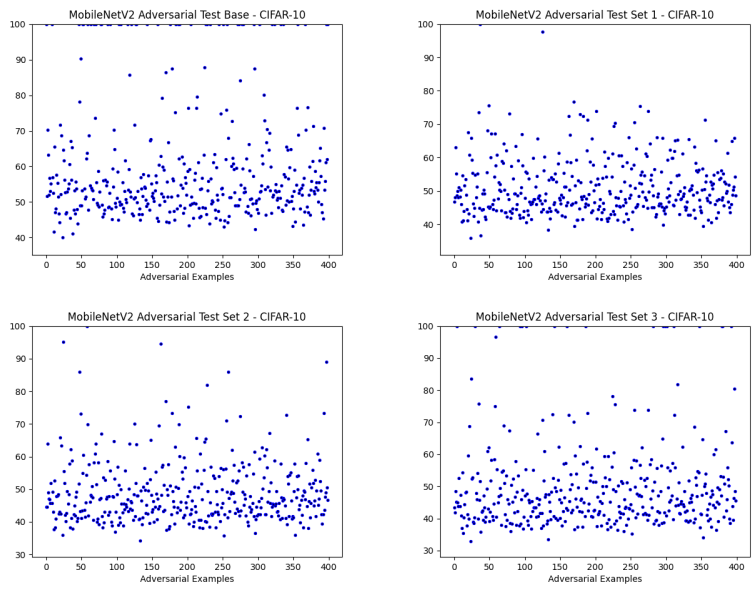 MobileNetV2 Adversarial Test Base - CIFAR-10
100
90
80
70
60
50
40
0 50 100 150 200 250 300 350 400
Adversarial Examples
MobileNetV2 Adversarial Test Set 1 - CIFAR-10
100
90
80
70
60
50
40
0 50 100 150 200 250 300 350 400
Adversarial Examples
MobileNetV2 Adversarial Test Set 2 - CIFAR-10
100
90
80
70
60
50
40
30
0 50 100 150 200 250 300 350 400
Adversarial Examples
MobileNetV2 Adversarial Test Set 3 - CIFAR-10
100
90
80
70
60
50
40
30
0 50 100 150 200 250 300 350 400
Adversarial Examples